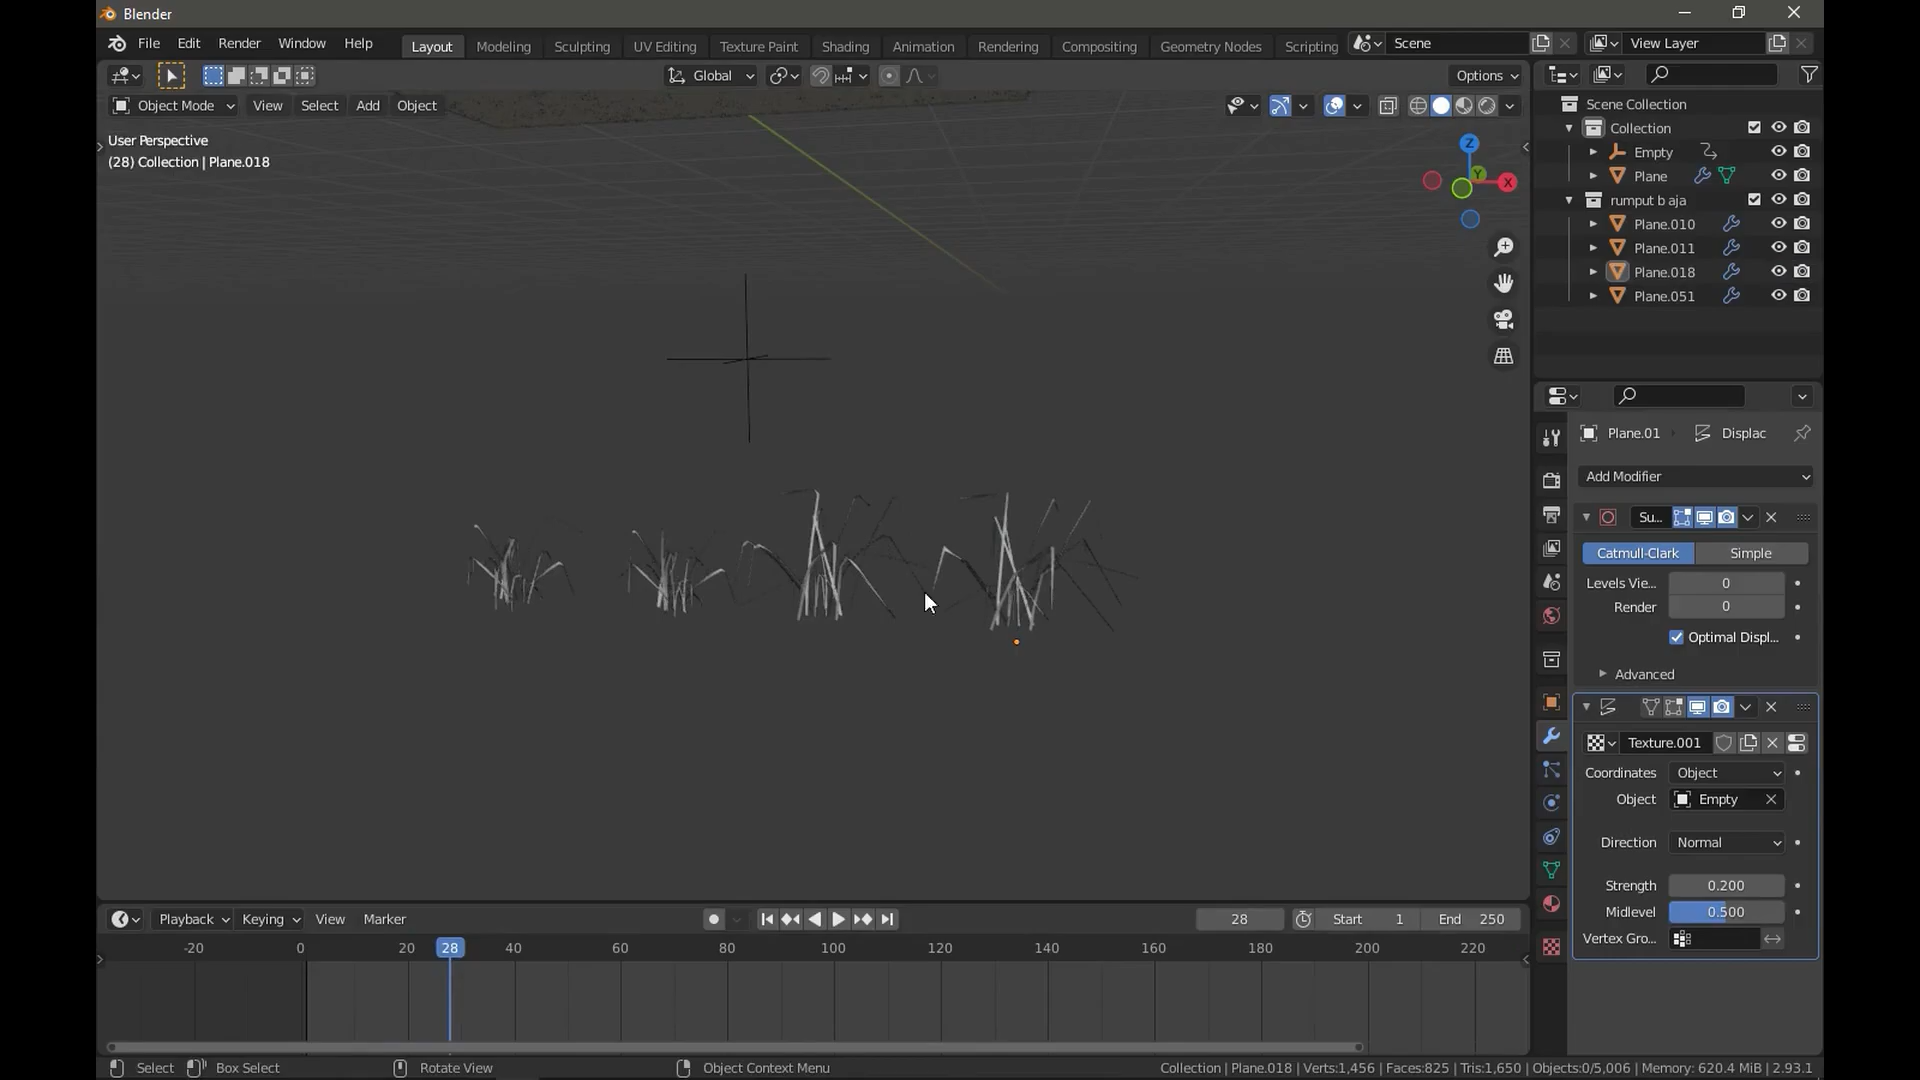 Blender
File Edit Render Window Help Layout Modeling Sculpting UV Editing Texture Paint Shading Animation Rendering Compositing Geometry Nodes Scripting Scene View Layer
Global Options
Object Mode View Select Add Object
User Perspective
(28) Collection | Plane.018
Z
Y
X
Scene Collection
Collection
Empty
Plane
rumput b aja
Plane.010
Plane.011
Plane.018
Plane.051
Plane.01 Displac
Add Modifier
Su...
Catmull-Clark Simple
Levels Vie... 0
Render 0
Optimal Displ...
Advanced
Texture.001
Coordinates Object
Object Empty
Direction Normal
Strength 0.200
Midlevel 0.500
Vertex Gro...
Playback Keying View Marker 28 Start 1 End 250
-20 0 20 28 40 60 80 100 120 140 160 180 200 220
Select Box Select Rotate View Object Context Menu Collection | Plane.018 | Verts:1,456 | Faces:825 | Tris:1,650 | Objects:0/5,006 | Memory: 620.4 MiB | 2.93.1